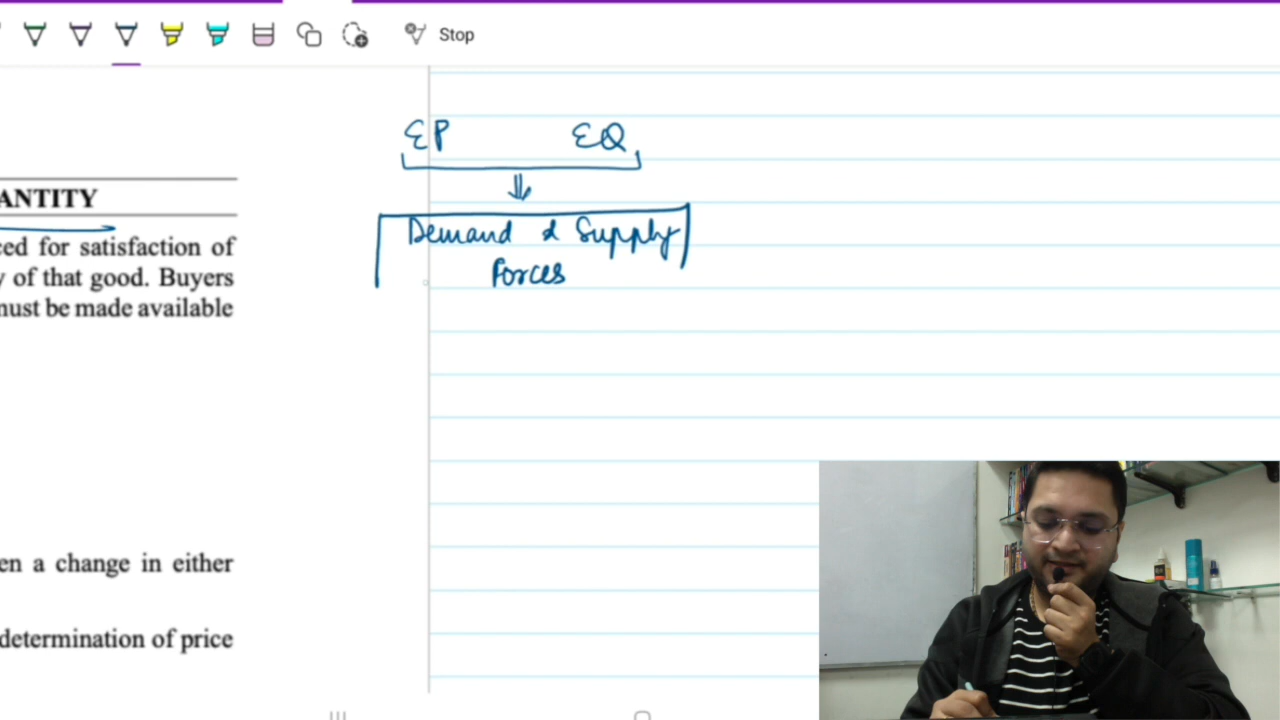 Stop
ANTITY
ced for satisfaction of
y of that good. Buyers
must be made available
en a change in either
determination of price
EP EQ
Demand & Supply
Forces